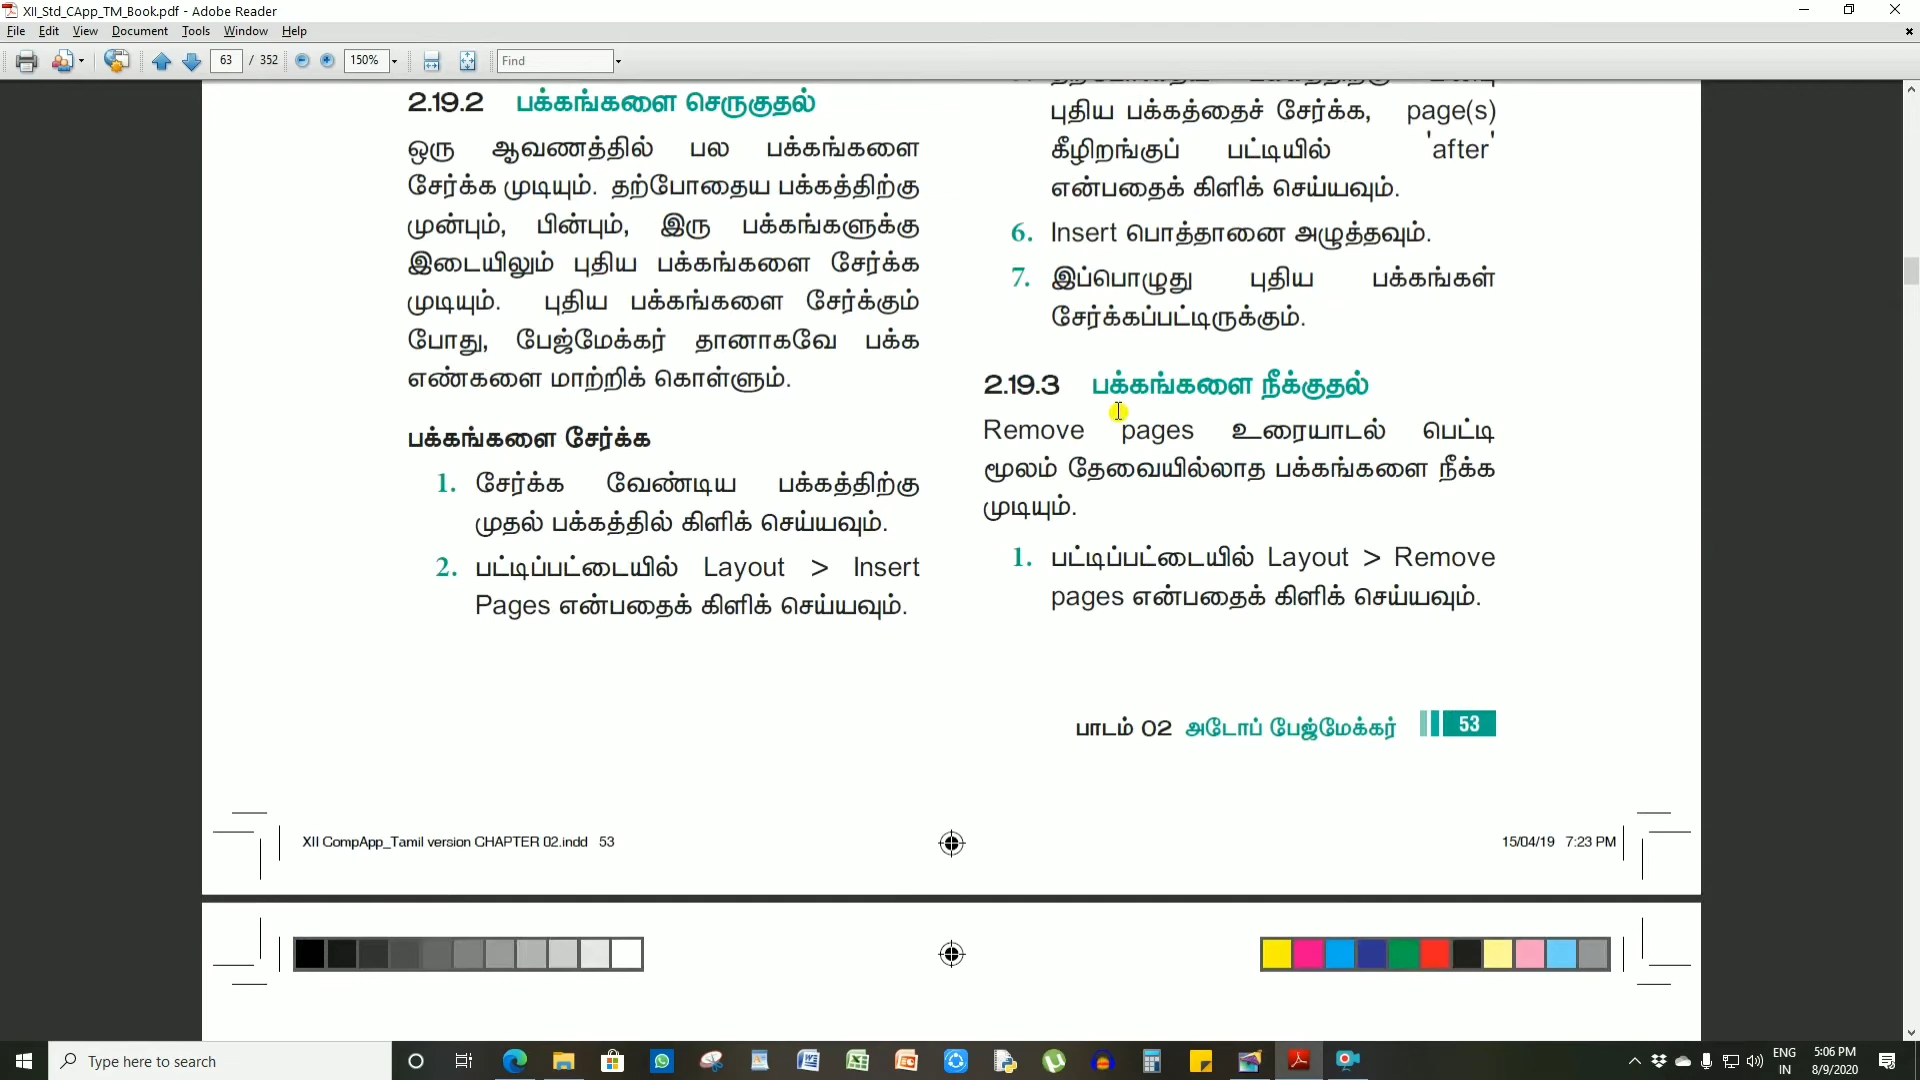 XII_Std_CApp_TM_Book.pdf - Adobe Reader
File Edit View Document Tools Window Help
63 / 352 150% Find
2.19.2 பக்கங்களை செருகுதல்
ஒரு ஆவணத்தில் பல பக்கங்களை
சேர்க்க முடியும். தற்போதைய பக்கத்திற்கு
முன்பும், பின்பும், இரு பக்கங்களுக்கு
இடையிலும் புதிய பக்கங்களை சேர்க்க
முடியும். புதிய பக்கங்களை சேர்க்கும்
போது, பேஜ்மேக்கர் தானாகவே பக்க
எண்களை மாற்றிக் கொள்ளும்.
பக்கங்களை சேர்க்க
1. சேர்க்க வேண்டிய பக்கத்திற்கு
முதல் பக்கத்தில் கிளிக் செய்யவும்.
2. பட்டிப்பட்டையில் Layout > Insert
Pages என்பதைக் கிளிக் செய்யவும்.
புதிய பக்கத்தைச் சேர்க்க, page(s)
கீழிறங்குப் பட்டியில் 'after'
என்பதைக் கிளிக் செய்யவும்.
6. Insert பொத்தானை அழுத்தவும்.
7. இப்பொழுது புதிய பக்கங்கள்
சேர்க்கப்பட்டிருக்கும்.
2.19.3 பக்கங்களை நீக்குதல்
Remove pages உரையாடல் பெட்டி
மூலம் தேவையில்லாத பக்கங்களை நீக்க
முடியும்.
1. பட்டிப்பட்டையில் Layout > Remove
pages என்பதைக் கிளிக் செய்யவும்.
பாடம் 02 அடோப் பேஜ்மேக்கர் 53
XII CompApp_Tamil version CHAPTER 02.indd 53
15/04/19 7:23 PM
Type here to search
ENG
IN
5:06 PM
8/9/2020